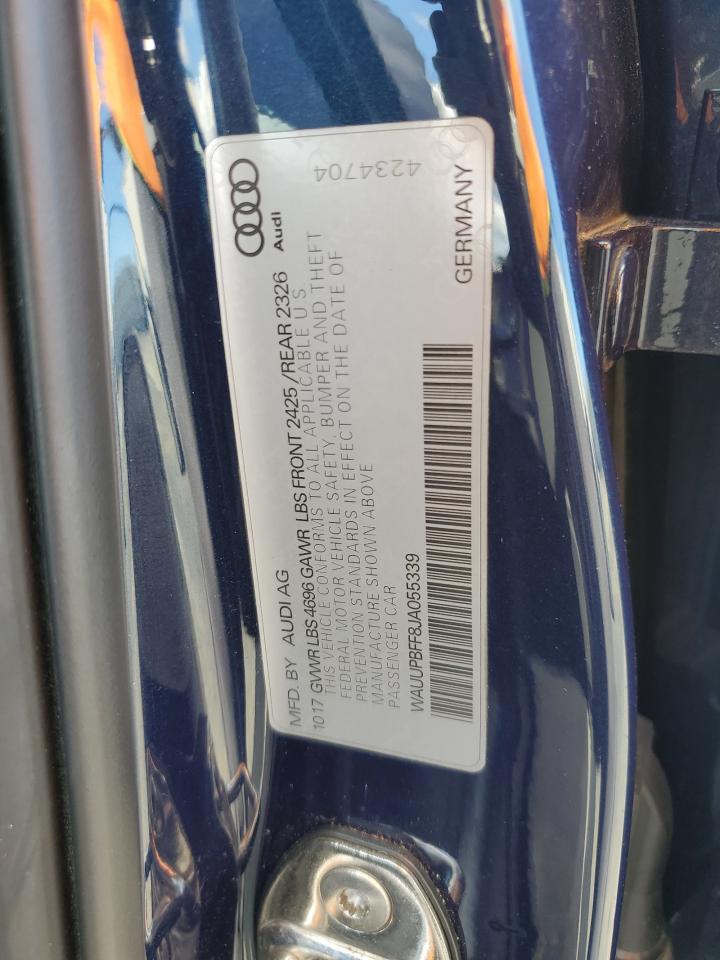 4234704
Audi
MFD. BY AUDI AG
1017 GVWR LBS 4696 GAWR LBS FRONT 2425 /REAR 2326
THIS VEHICLE CONFORMS TO ALL APPLICABLE U S
FEDERAL MOTOR VEHICLE SAFETY, BUMPER AND THEFT
PREVENTION STANDARDS IN EFFECT ON THE DATE OF
MANUFACTURE SHOWN ABOVE
PASSENGER CAR
WAUUPBFF8JA055339
GERMANY